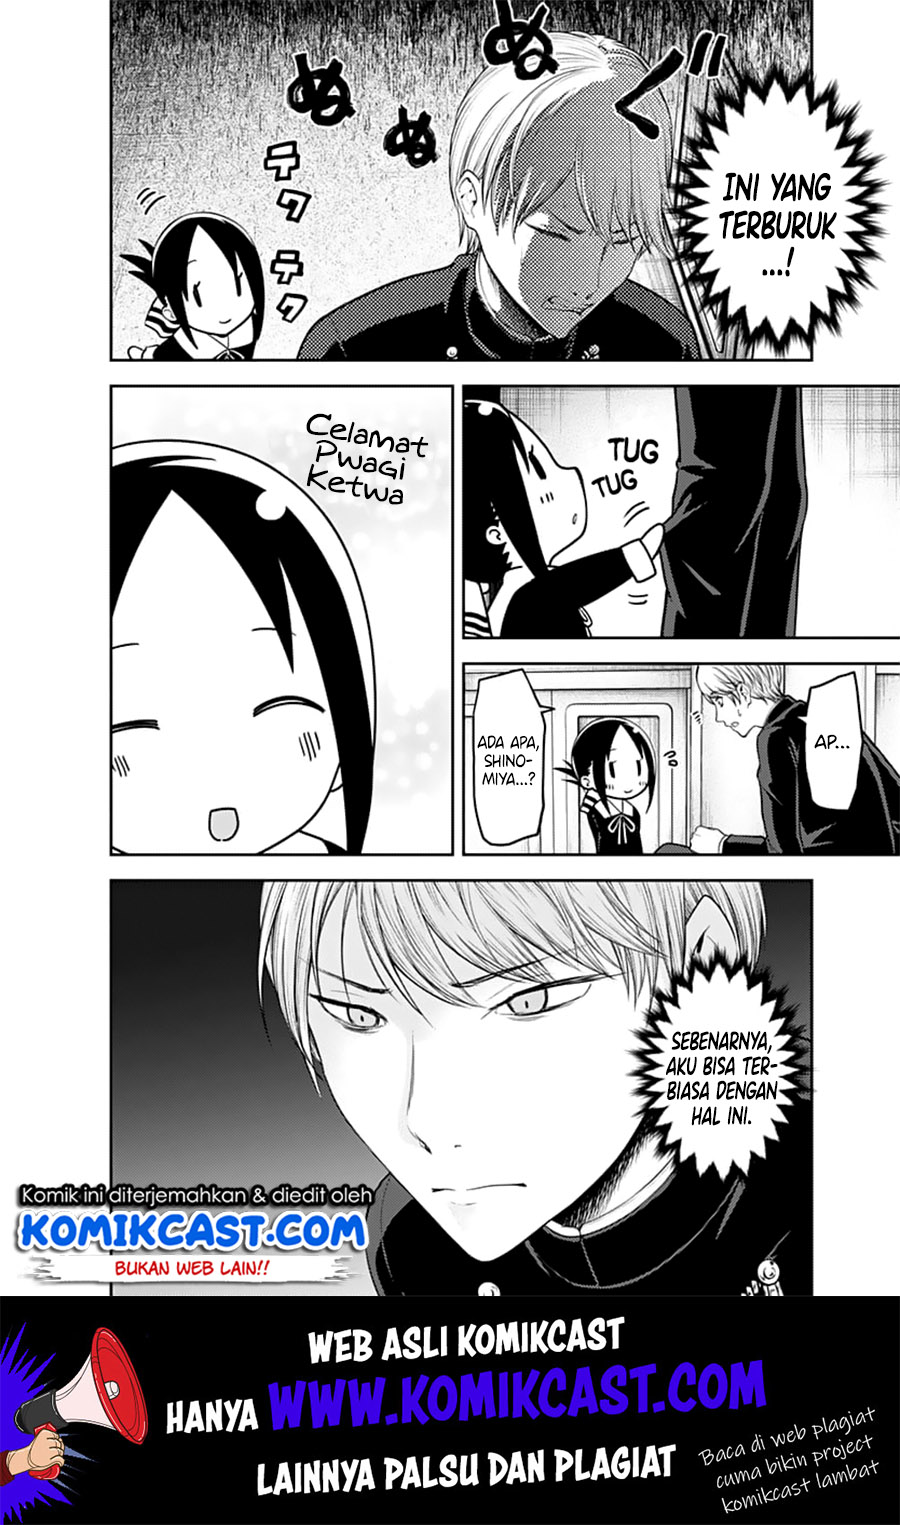 ぬ
ぬ
ぬ
ぬ
ぐ
テク
テク
INI YANG
TERBURUK
...!
TUG
TUG
Celamat
Pwagi
Ketwa
AP...
ADA APA,
SHINO-
MIYA...?
SEBENARNYA,
AKU BISA TER-
BIASA DENGAN
HAL INI.
Komik ini diterjemahkan & diedit oleh
KOMIKCAST.COM
BUKAN WEB LAIN!!
WEB ASLI KOMIKCAST
HANYA WWW.KOMIKCAST.COM
LAINNYA PALSU DAN PLAGIAT
Baca di web plagiat
cuma bikin project
komikcast lambat